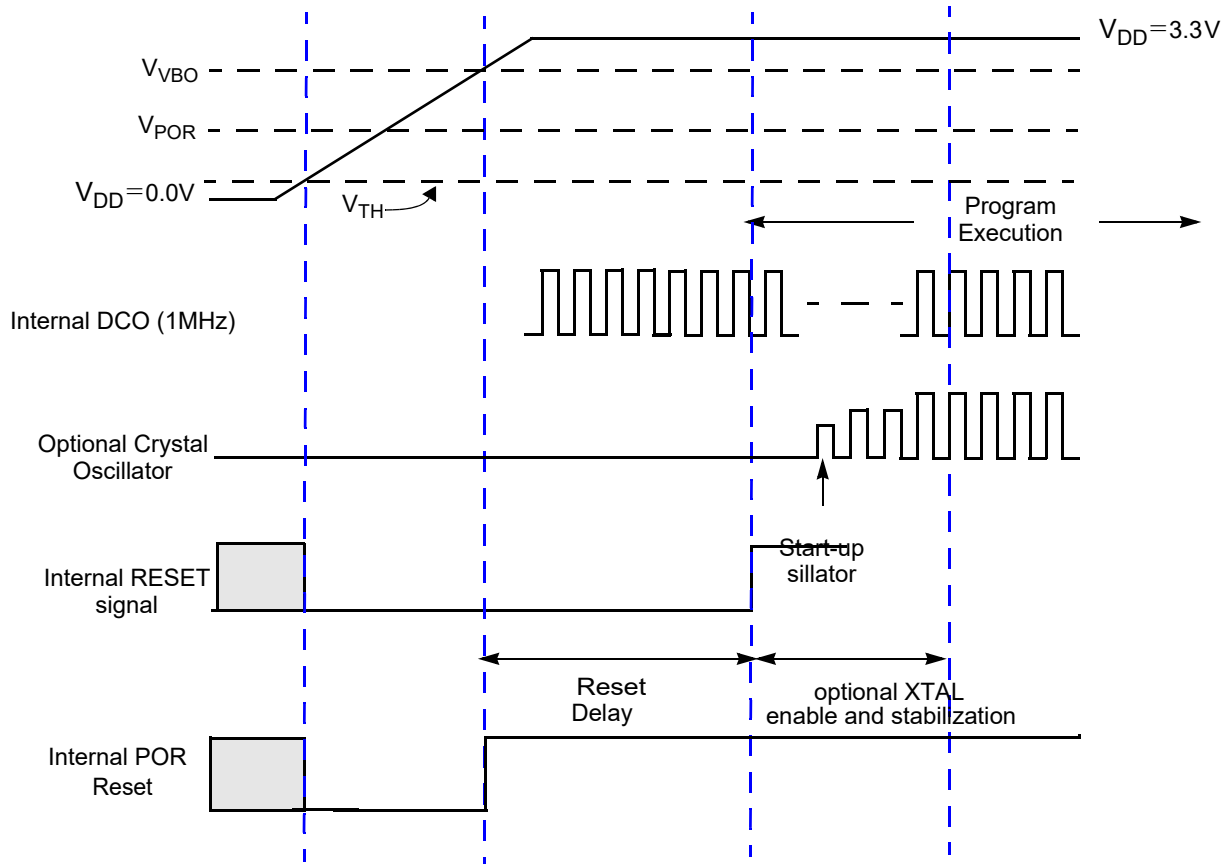 V_DD=3.3V
V_VBO
V_POR
V_DD=0.0V
V_TH
Program
Execution
Internal DCO (1MHz)
Optional Crystal
Oscillator
Start-up
sillator
Internal RESET
signal
Reset
Delay
optional XTAL
enable and stabilization
Internal POR
Reset